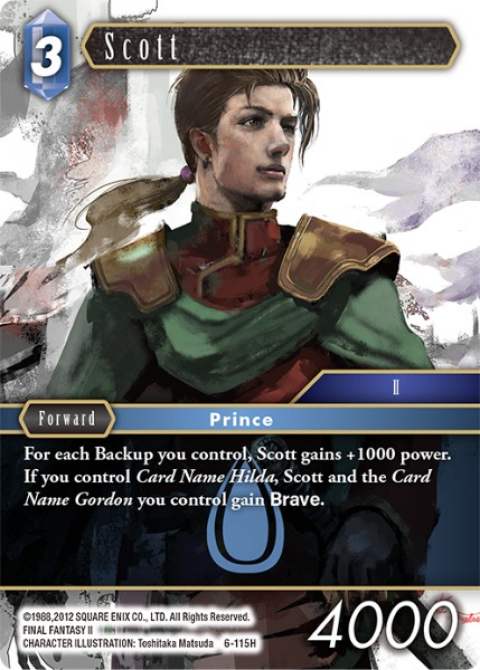 3
Scott
II
Forward
Prince
For each Backup you control, Scott gains +1000 power.
If you control Card Name Hilda, Scott and the Card
Name Gordon you control gain Brave.
©1988,2012 SQUARE ENIX CO., LTD. All Rights Reserved.
FINAL FANTASY II
CHARACTER ILLUSTRATION: Toshitaka Matsuda 6-115H
4000